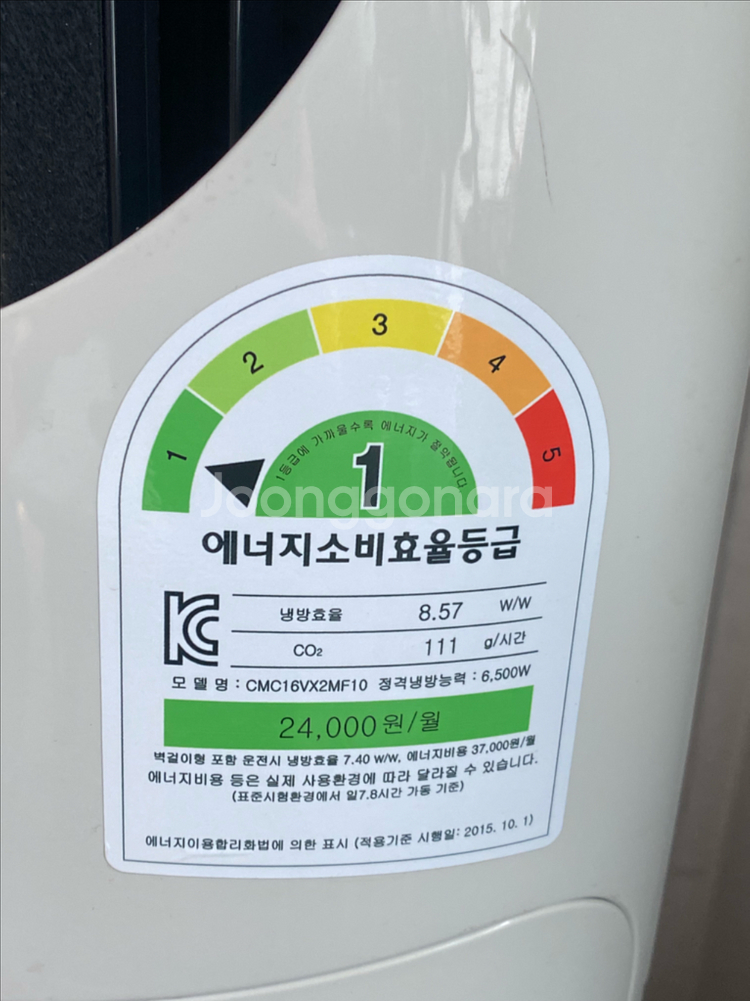 1
2
3
4
5
1등급에 가까울수록 에너지가 절약됩니다
1
Joonggonara
에너지소비효율등급
냉방효율 8.57 W/W
CO₂ 111 g/시간
모 델 명 : CMC16VX2MF10 정격냉방능력 : 6,500W
24,000원/월
벽걸이형 포함 운전시 냉방효율 7.40 W/W, 에너지비용 37,000원/월
에너지비용 등은 실제 사용환경에 따라 달라질 수 있습니다.
(표준시험환경에서 일7.8시간 가동 기준)
에너지이용합리화법에 의한 표시 (적용기준 시행일: 2015. 10. 1)